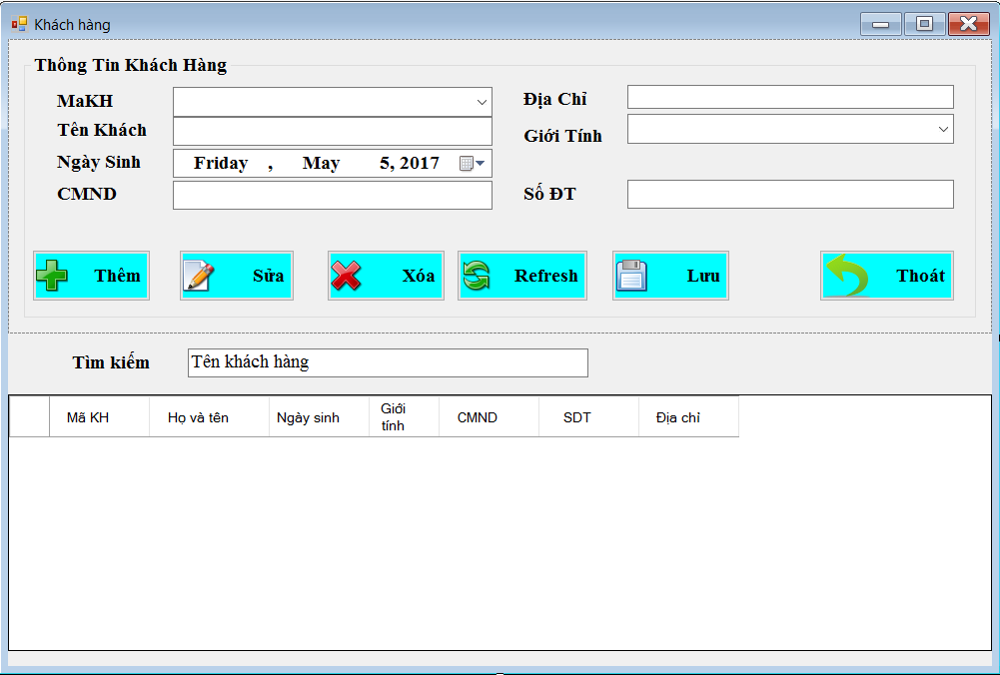 Khách hàng
Thông Tin Khách Hàng
MaKH
Địa Chỉ
Tên Khách
Giới Tính
Ngày Sinh Friday , May 5, 2017
CMND
Số ĐT
Thêm Sửa Xóa Refresh Lưu Thoát
Tìm kiếm Tên khách hàng
Mã KH Họ và tên Ngày sinh Giới tính CMND SDT Địa chỉ